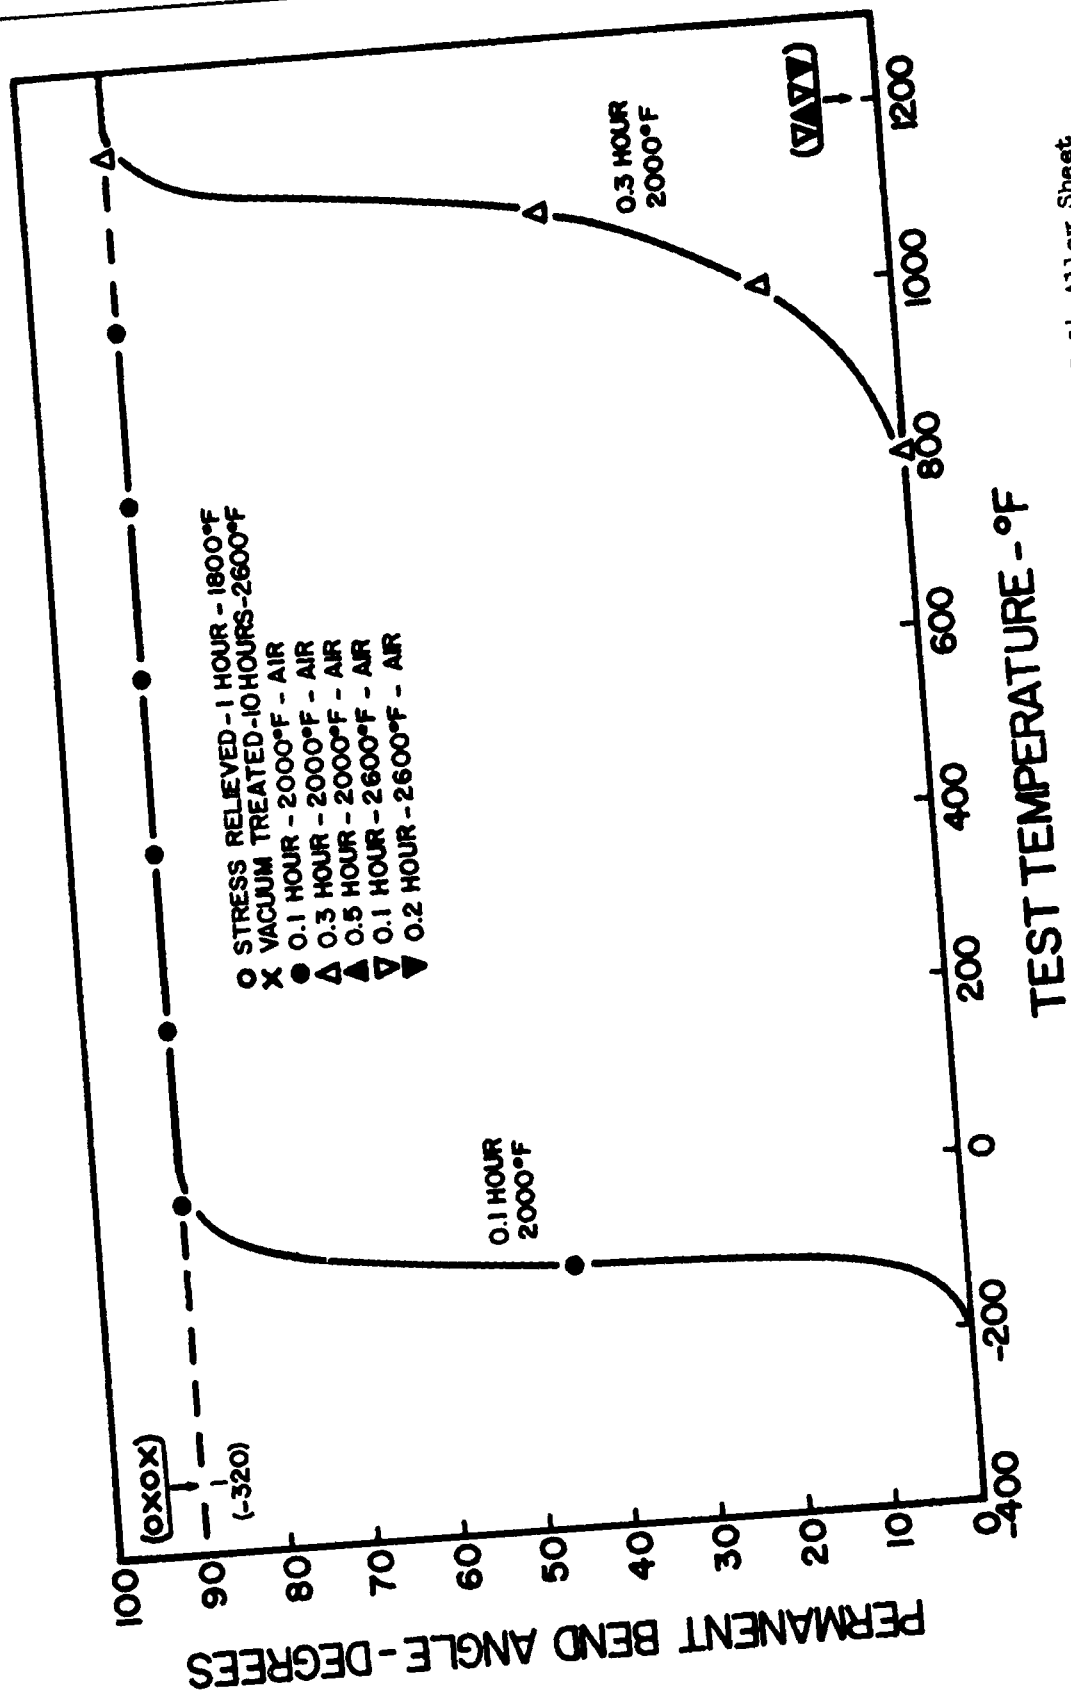 PERMANENT BEND ANGLE - DEGREES
100
90
80
70
60
50
40
30
20
10
0
(OXOX)
(-320)
O STRESS RELIEVED - 1 HOUR - 1800°F
X VACUUM TREATED - 10 HOURS - 2600°F
● 0.1 HOUR - 2000°F - AIR
△ 0.3 HOUR - 2000°F - AIR
▲ 0.5 HOUR - 2000°F - AIR
▽ 0.1 HOUR - 2600°F - AIR
▼ 0.2 HOUR - 2600°F - AIR
0.1 HOUR
2000°F
0.3 HOUR
2000°F
-400
-200
0
200
400
600
800
1000
1200
TEST TEMPERATURE - °F
Alloy Sheet